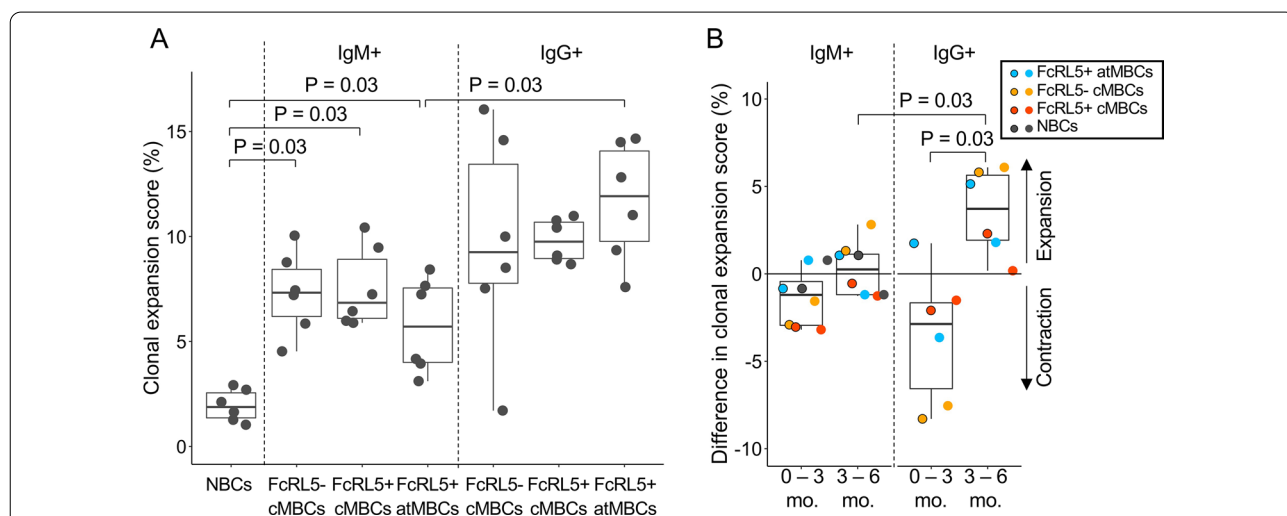 A
IgM+
IgG+
P = 0.03
P = 0.03
P = 0.03
P = 0.03
Clonal expansion score (%)
15
10
5
0
NBCs
FcRL5-
cMBCs
FcRL5+
cMBCs
FcRL5+
atMBCs
FcRL5-
cMBCs
FcRL5+
cMBCs
FcRL5+
atMBCs
B
IgM+
IgG+
FcRL5+ atMBCs
FcRL5- cMBCs
FcRL5+ cMBCs
NBCs
P = 0.03
P = 0.03
Difference in clonal expansion score (%)
10
5
0
-5
-10
Expansion
Contraction
0 – 3
mo.
3 – 6
mo.
0 – 3
mo.
3 – 6
mo.